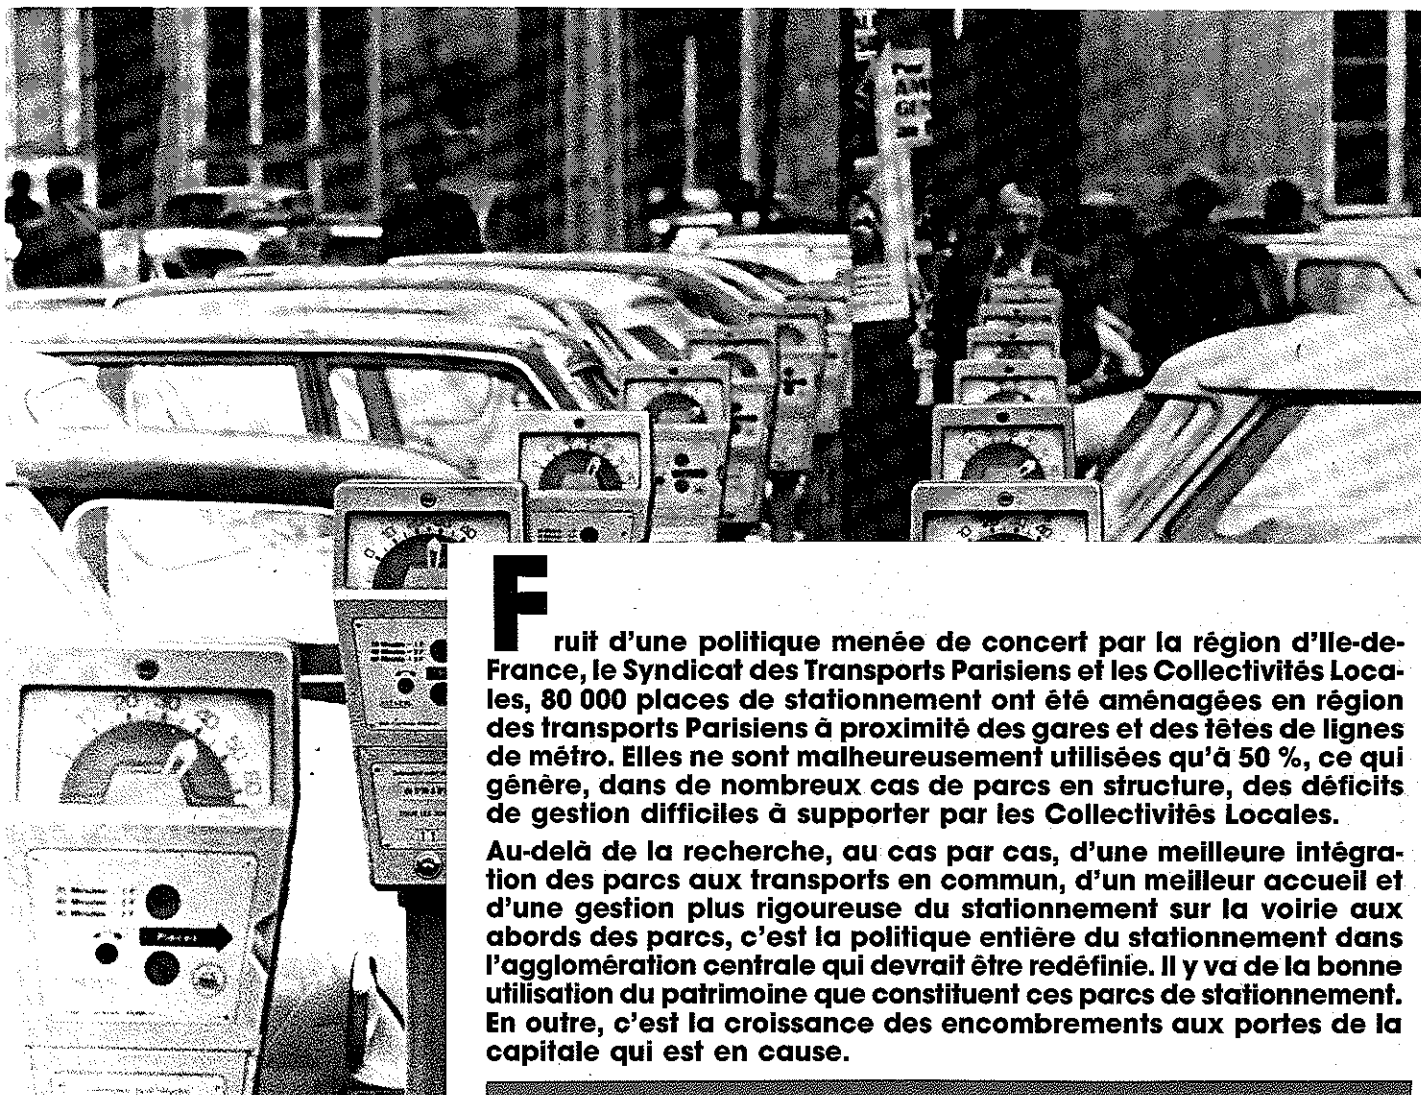 Fruit d'une politique menée de concert par la région d'Ile-de-
France, le Syndicat des Transports Parisiens et les Collectivités Loca-
les, 80 000 places de stationnement ont été aménagées en région
des transports Parisiens à proximité des gares et des têtes de lignes
de métro. Elles ne sont malheureusement utilisées qu'à 50 %, ce qui
génère, dans de nombreux cas de parcs en structure, des déficits
de gestion difficiles à supporter par les Collectivités Locales.
Au-delà de la recherche, au cas par cas, d'une meilleure intégra-
tion des parcs aux transports en commun, d'un meilleur accueil et
d'une gestion plus rigoureuse du stationnement sur la voirie aux
abords des parcs, c'est la politique entière du stationnement dans
l'agglomération centrale qui devrait être redéfinie. Il y va de la bonne
utilisation du patrimoine que constituent ces parcs de stationnement.
En outre, c'est la croissance des encombrements aux portes de la
capitale qui est en cause.
Pièces